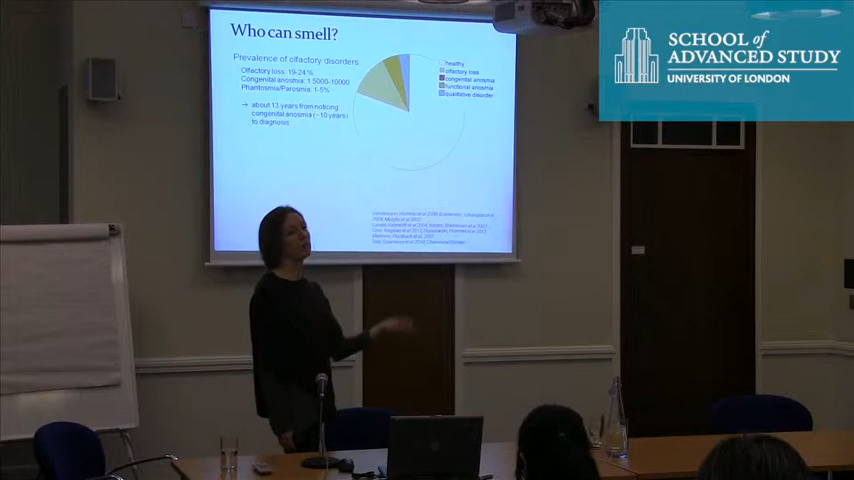 Who can smell?
Prevalence of olfactory disorders
Olfactory loss: 19-24 %
Congenital anosmia: 1:5000-10000
Phantosmia/Parosmia: 1-5%
→ about 13 years from noticing
congenital anosmia (~10 years)
to diagnosis
healthy
olfactory loss
congenital anosmia
functional anosmia
qualitative disorder
SCHOOL of
ADVANCED STUDY
UNIVERSITY OF LONDON